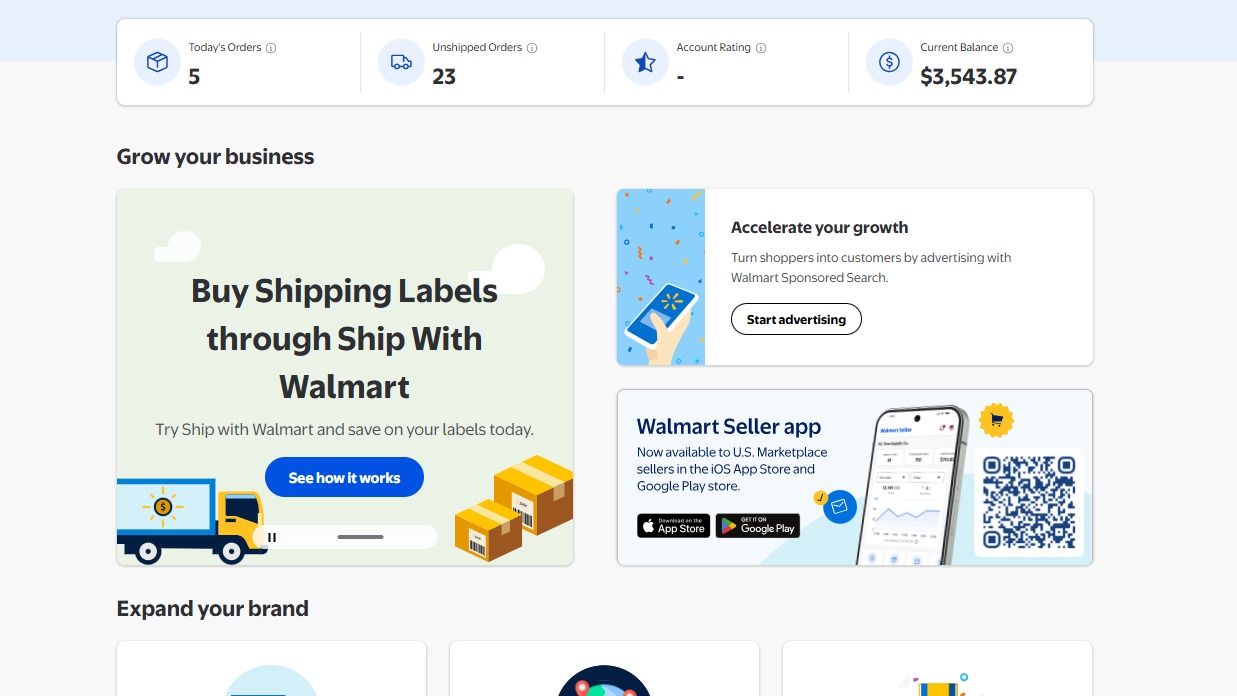 Today's Orders
5
Unshipped Orders
23
Account Rating
-
Current Balance
$3,543.87
Grow your business
Buy Shipping Labels
through Ship With
Walmart
Try Ship with Walmart and save on your labels today.
See how it works
Accelerate your growth
Turn shoppers into customers by advertising with
Walmart Sponsored Search.
Start advertising
Walmart Seller app
Now available to U.S. Marketplace
sellers in the iOS App Store and
Google Play store.
Download on the
App Store
GET IT ON
Google Play
Walmart Seller
Expand your brand